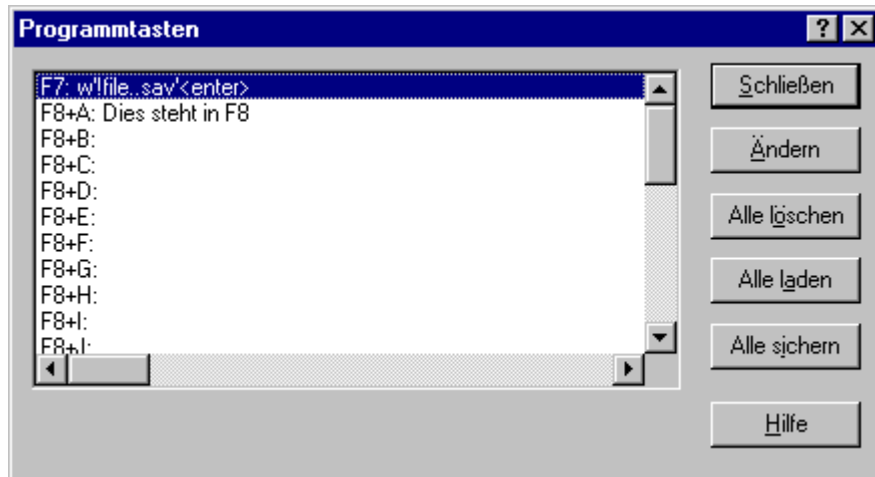 Programmtasten
F7: w'!file..sav'<enter>
F8+A: Dies steht in F8
F8+B:
F8+C:
F8+D:
F8+E:
F8+F:
F8+G:
F8+H:
F8+I:
F8+J:
Schließen
Ändern
Alle löschen
Alle laden
Alle sichern
Hilfe